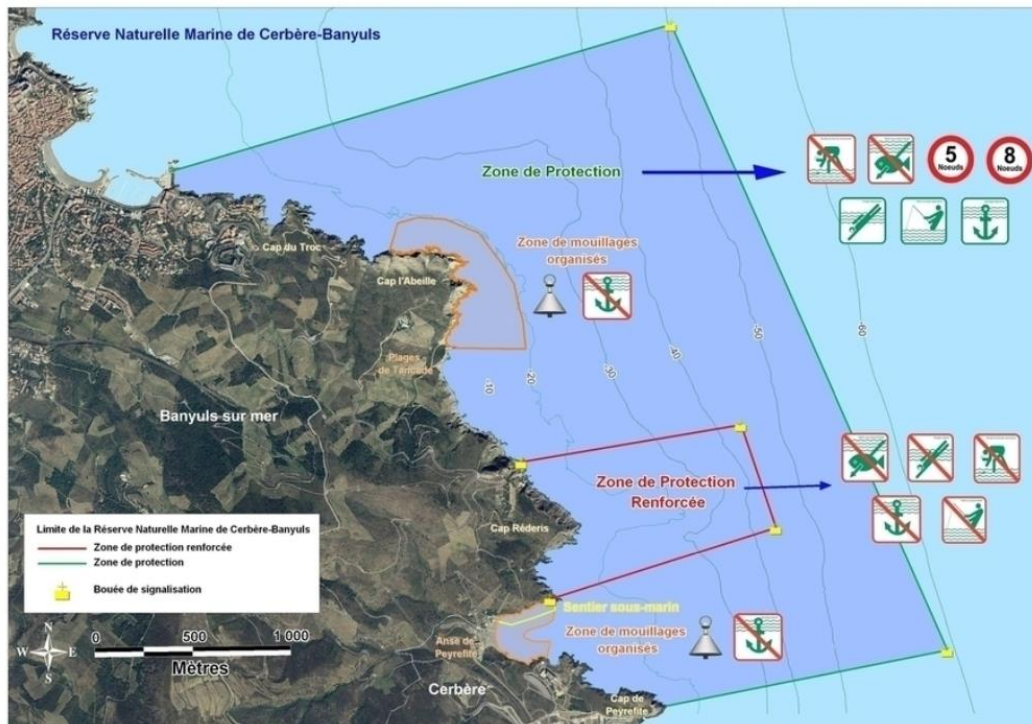 Réserve Naturelle Marine de Cerbère-Banyuls
Zone de Protection
5
Noeuds
8
Noeuds
Cap du Troc
Zone de mouillages
organisés
Cap l'Abeille
Plages
de Tancade
-10
-20
-30
-40
-50
-60
Banyuls sur mer
Zone de Protection
Renforcée
Cap Réderis
Limite de la Réserve Naturelle Marine de Cerbère-Banyuls
Zone de protection renforcée
Zone de protection
Bouée de signalisation
Sentier sous-marin
Zone de mouillages
organisés
Anse de
Peyrefite
N
W
E
S
0 500 1 000
Mètres
Cerbère
Cap de
Peyrefite